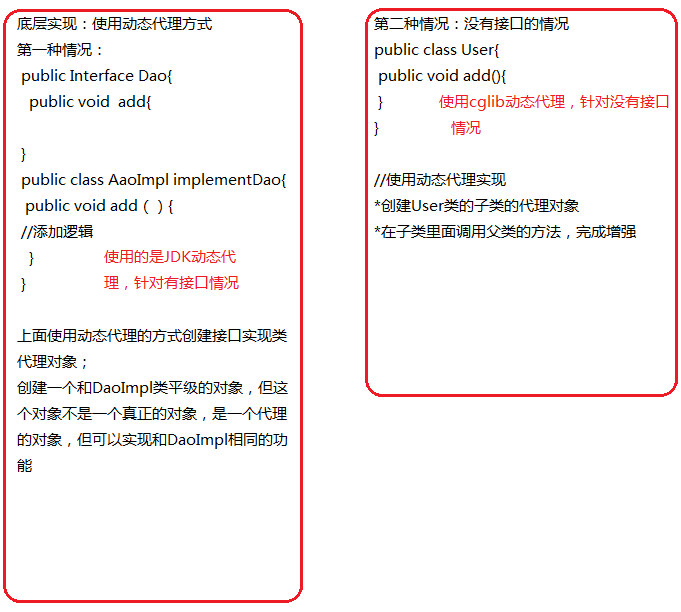 底层实现：使用动态代理方式
第一种情况：
public Interface Dao{
public void  add{
}
public class AaoImpl implementDao{
public void add（ ）{
//添加逻辑
}
使用的是JDK动态代
}
理，针对有接口情况
上面使用动态代理的方式创建接口实现类
代理对象；
创建一个和DaoImpl类平级的对象，但这
个对象不是一个真正的对象，是一个代理
的对象，但可以实现和DaoImpl相同的功
能
第二种情况：没有接口的情况
public class User{
public void add(){
}
使用cglib动态代理，针对没有接口
}
情况
//使用动态代理实现
*创建User类的子类的代理对象
*在子类里面调用父类的方法，完成增强